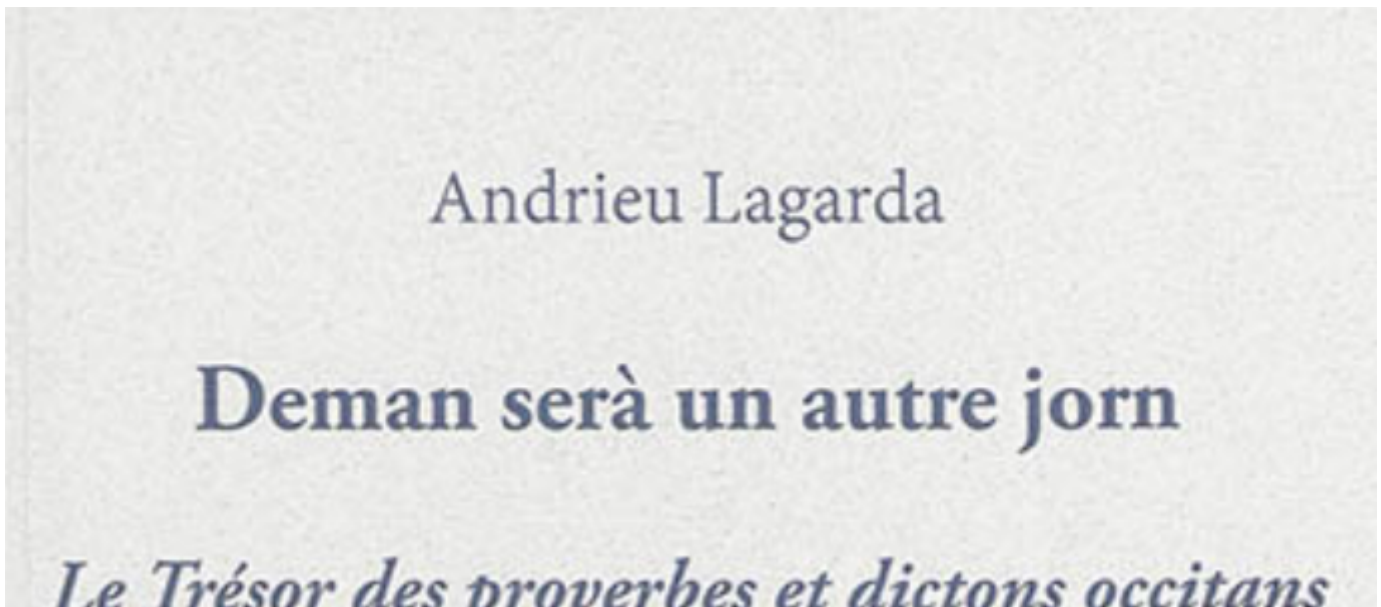 Andrieu Lagarda
Deman serà un autre jorn
Le Trésor des proverbes et dictons occitans